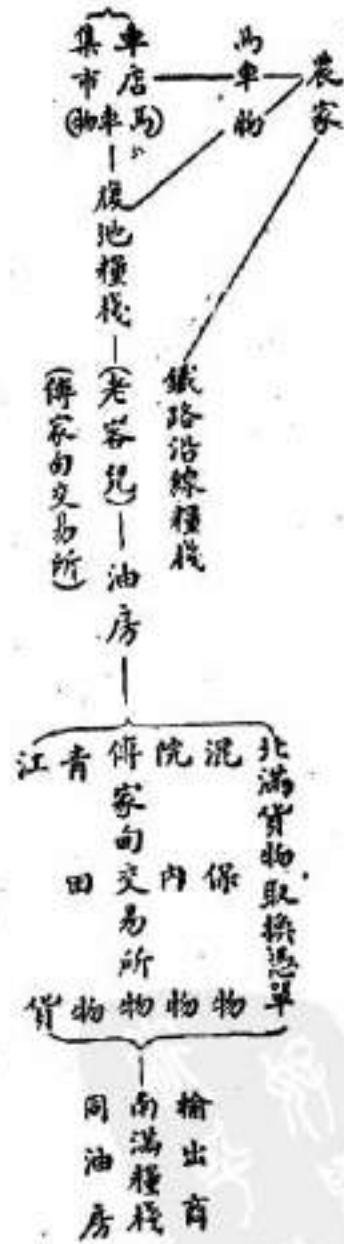 農家
馬車物
車店
集市
(馬車物)
腹地糧棧
鐵路沿線糧棧
(老客兒)
(傅家甸交易所)
油房
北滿貨物取換憑單
混保物
院內物
傅家甸交易所物
青田物
江貨
輸出商
南滿糧棧
同油房